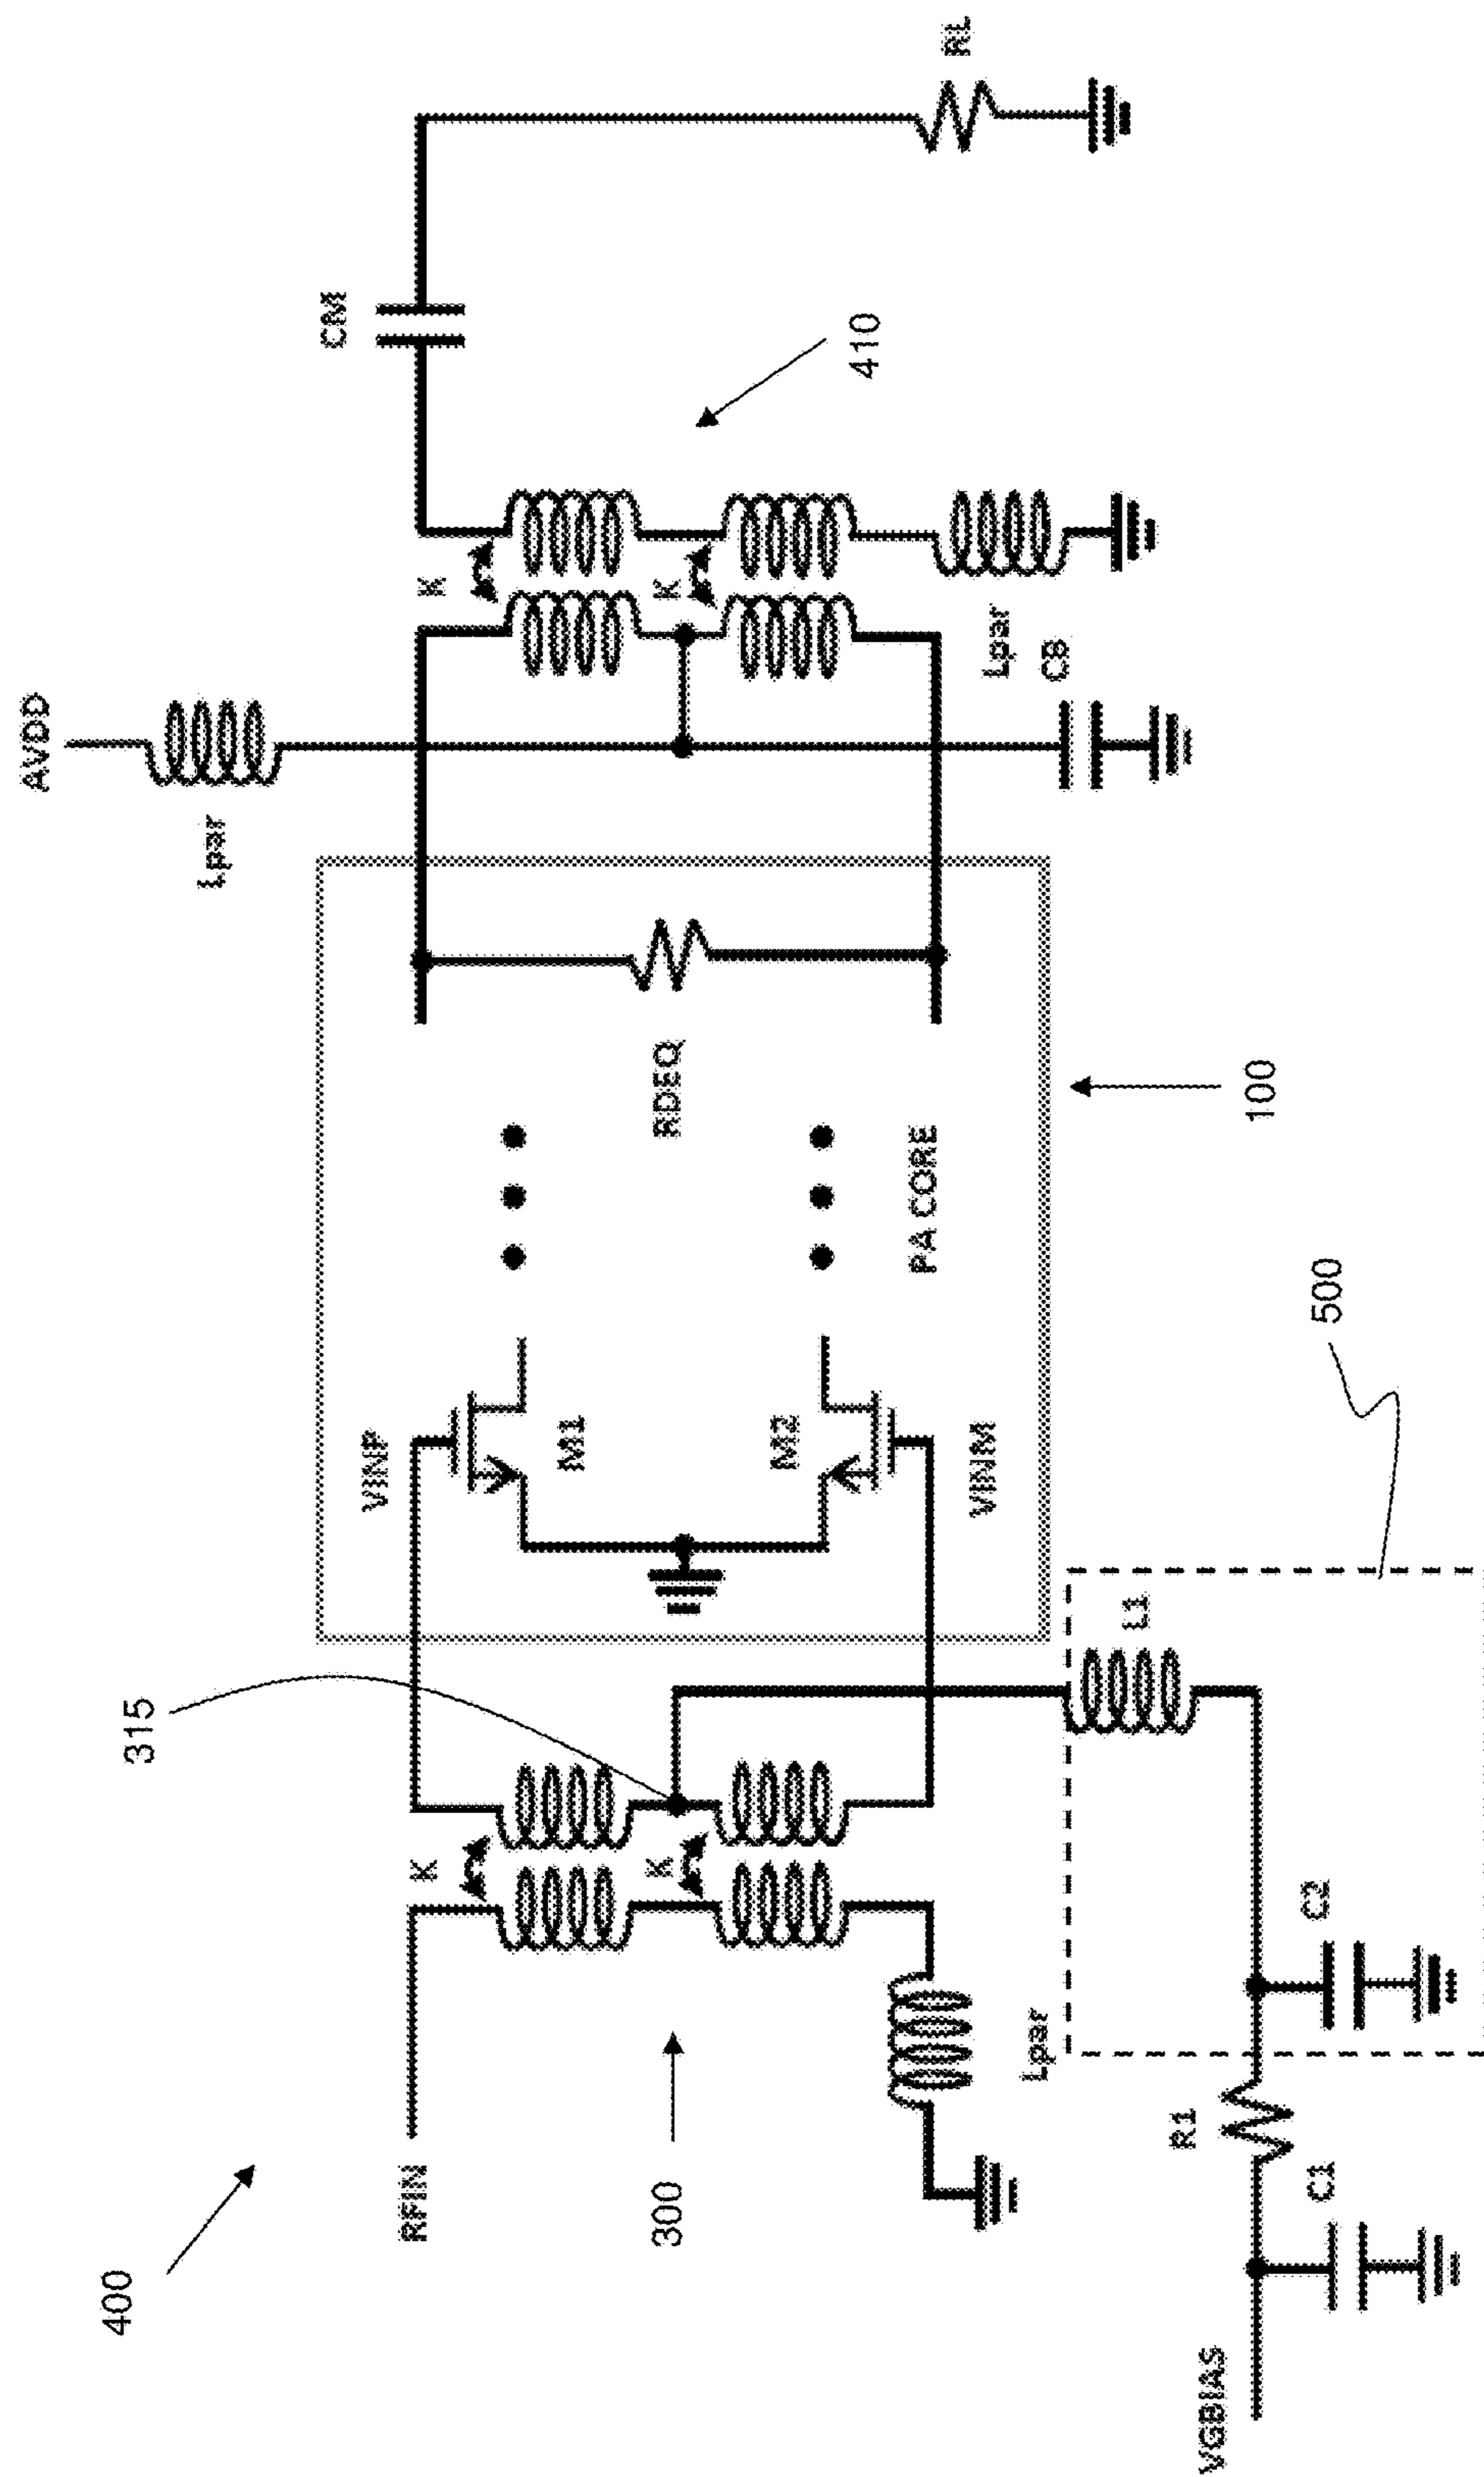 400
RFIN
300
K
K
315
Lpar
VGBIAS
C1
R1
C2
L1
500
VINP
M1
M2
VINM
PA CORE
100
RDEQ
Lpar
AVDD
K
K
Lpar
CB
410
CM
RL